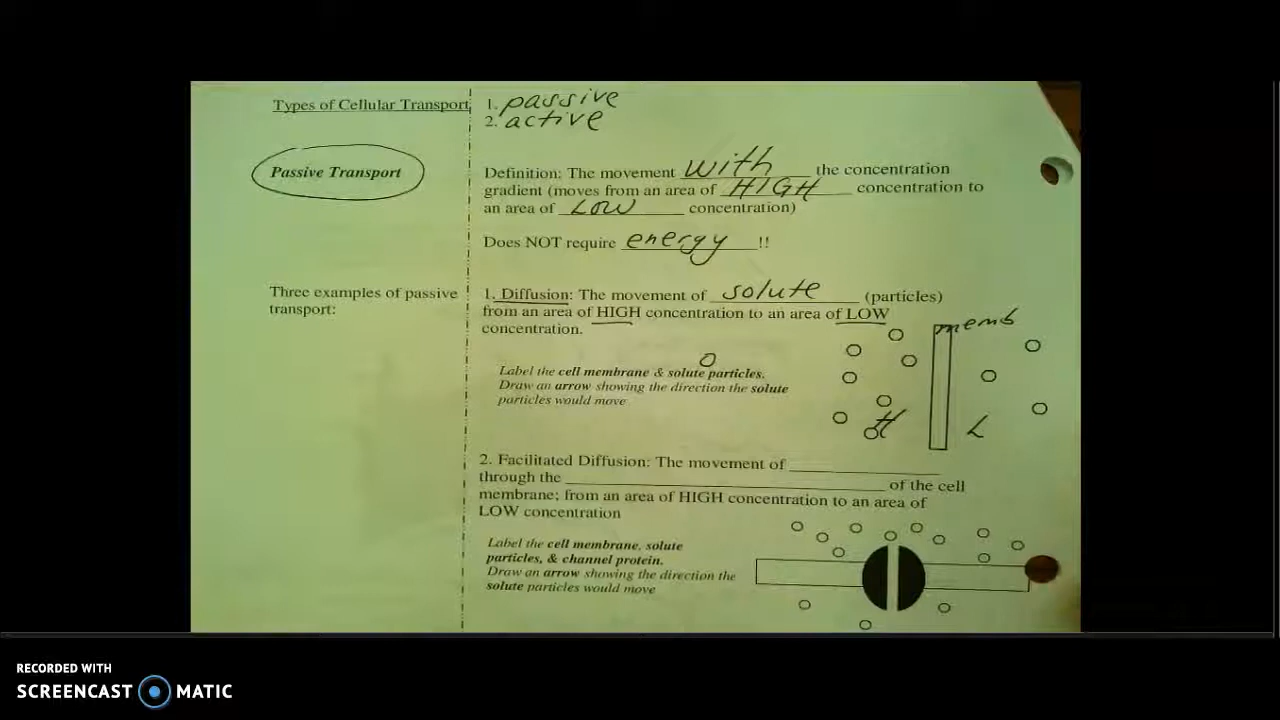 Types of Cellular Transport
1. passive
2. active
Passive Transport
Definition: The movement with the concentration
gradient (moves from an area of HIGH concentration to
an area of LOW concentration)
Does NOT require energy !!
Three examples of passive
transport:
1. Diffusion: The movement of solute (particles)
from an area of HIGH concentration to an area of LOW
concentration.
memb
Label the cell membrane & solute particles.
Draw an arrow showing the direction the solute
particles would move
H
L
2. Facilitated Diffusion: The movement of
through the of the cell
membrane; from an area of HIGH concentration to an area of
LOW concentration
Label the cell membrane, solute
particles, & channel protein.
Draw an arrow showing the direction the
solute particles would move
RECORDED WITH
SCREENCAST MATIC